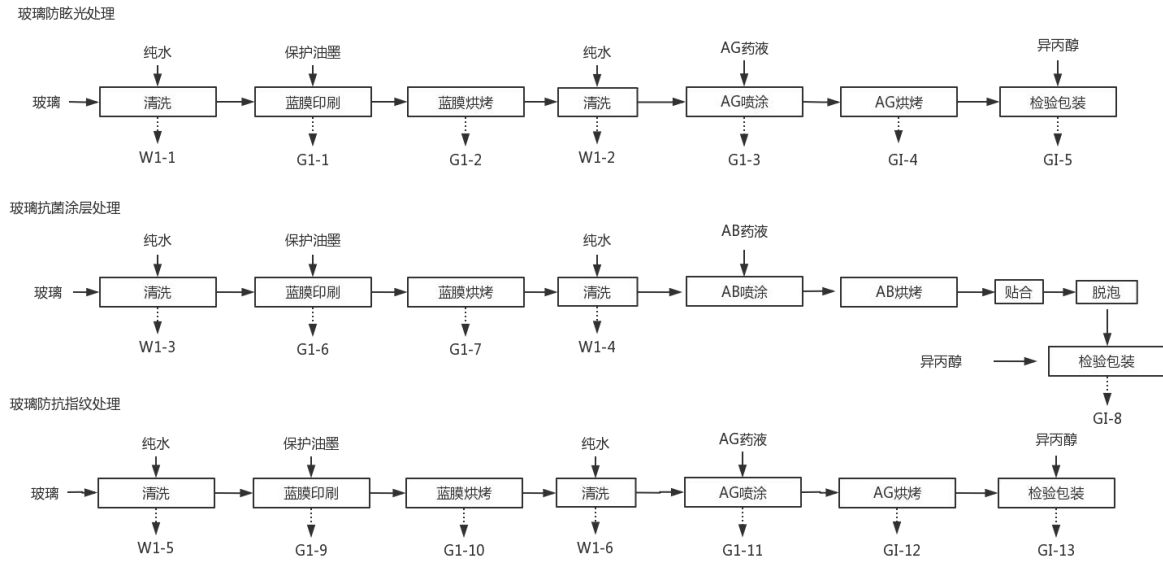 玻璃防眩光处理
纯水 保护油墨 纯水 AG药液 异丙醇
玻璃 清洗 蓝膜印刷 蓝膜烘烤 清洗 AG喷涂 AG烘烤 检验包装
W1-1 G1-1 G1-2 W1-2 G1-3 GI-4 GI-5
玻璃抗菌涂层处理
纯水 保护油墨 纯水 AB药液
玻璃 清洗 蓝膜印刷 蓝膜烘烤 清洗 AB喷涂 AB烘烤 贴合 脱泡
W1-3 G1-6 G1-7 W1-4
异丙醇 检验包装
GI-8
玻璃防抗指纹处理
纯水 保护油墨 纯水 AG药液 异丙醇
玻璃 清洗 蓝膜印刷 蓝膜烘烤 清洗 AG喷涂 AG烘烤 检验包装
W1-5 G1-9 G1-10 W1-6 G1-11 GI-12 GI-13